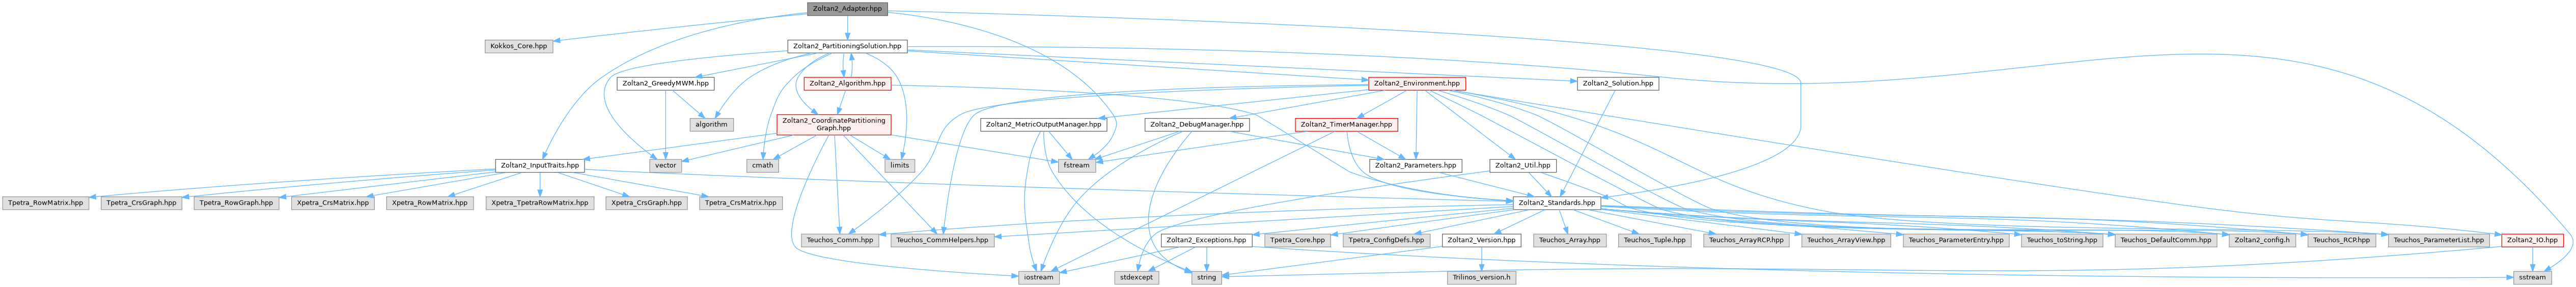 Zoltan2_Adapter.hpp
Kokkos_Core.hpp
Zoltan2_PartitioningSolution.hpp
Zoltan2_GreedyMWM.hpp
Zoltan2_Algorithm.hpp
Zoltan2_Environment.hpp
Zoltan2_Solution.hpp
algorithm
Zoltan2_CoordinatePartitioning
Graph.hpp
Zoltan2_MetricOutputManager.hpp
Zoltan2_DebugManager.hpp
Zoltan2_TimerManager.hpp
Zoltan2_InputTraits.hpp
vector
cmath
limits
fstream
Zoltan2_Parameters.hpp
Zoltan2_Util.hpp
Tpetra_RowMatrix.hpp
Tpetra_CrsGraph.hpp
Tpetra_RowGraph.hpp
Xpetra_CrsMatrix.hpp
Xpetra_RowMatrix.hpp
Xpetra_TpetraRowMatrix.hpp
Xpetra_CrsGraph.hpp
Tpetra_CrsMatrix.hpp
Zoltan2_Standards.hpp
Teuchos_Comm.hpp
Teuchos_CommHelpers.hpp
Zoltan2_Exceptions.hpp
Tpetra_Core.hpp
Tpetra_ConfigDefs.hpp
Zoltan2_Version.hpp
Teuchos_Array.hpp
Teuchos_Tuple.hpp
Teuchos_ArrayRCP.hpp
Teuchos_ArrayView.hpp
Teuchos_ParameterEntry.hpp
Teuchos_toString.hpp
Teuchos_DefaultComm.hpp
Zoltan2_config.h
Teuchos_RCP.hpp
Teuchos_ParameterList.hpp
Zoltan2_IO.hpp
iostream
stdexcept
string
Trilinos_version.h
sstream